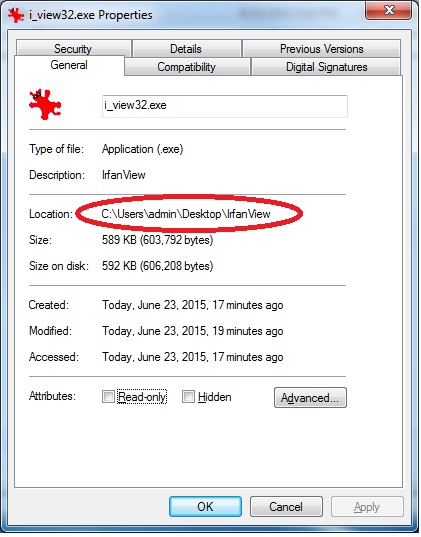 i_view32.exe Properties
Security Details Previous Versions
General Compatibility Digital Signatures
i_view32.exe
Type of file: Application (.exe)
Description: IrfanView
Location: C:\Users\admin\Desktop\IrfanView
Size: 589 KB (603,792 bytes)
Size on disk: 592 KB (606,208 bytes)
Created: Today, June 23, 2015, 17 minutes ago
Modified: Today, June 23, 2015, 19 minutes ago
Accessed: Today, June 23, 2015, 17 minutes ago
Attributes: Read-only Hidden Advanced...
OK Cancel Apply